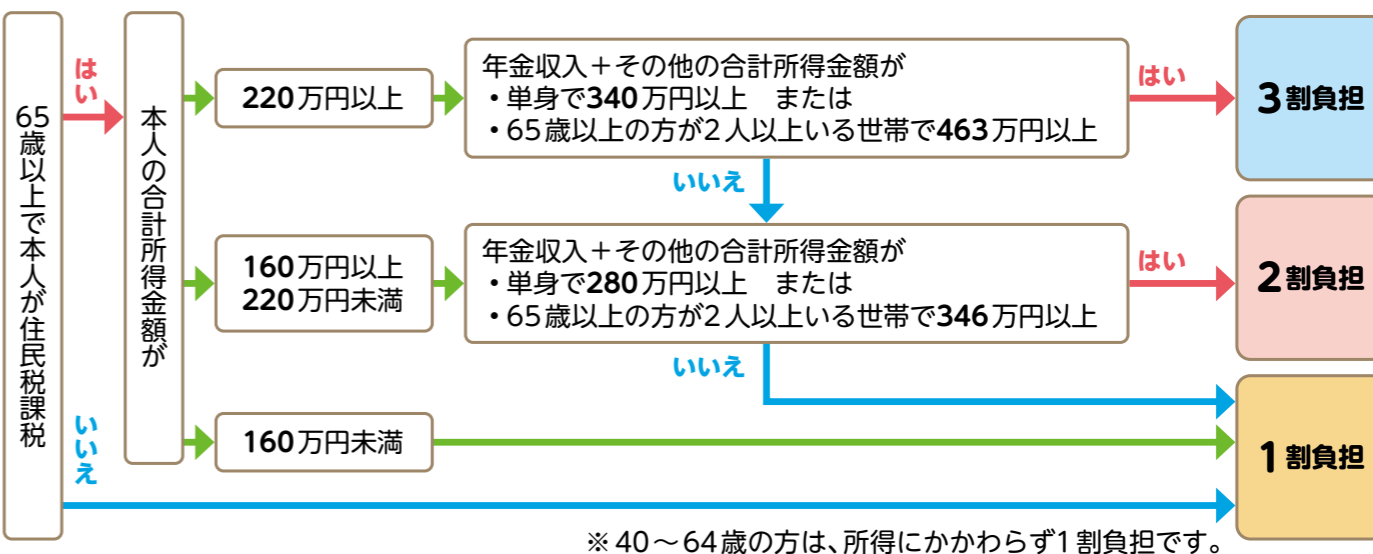 65歳以上で本人が住民税課税
はい
いいえ
本人の合計所得金額が
220万円以上
年金収入＋その他の合計所得金額が
・単身で340万円以上　または
・65歳以上の方が2人以上いる世帯で463万円以上
はい
3割負担
いいえ
160万円以上
220万円未満
年金収入＋その他の合計所得金額が
・単身で280万円以上　または
・65歳以上の方が2人以上いる世帯で346万円以上
はい
2割負担
いいえ
160万円未満
1割負担
※40～64歳の方は、所得にかかわらず1割負担です。